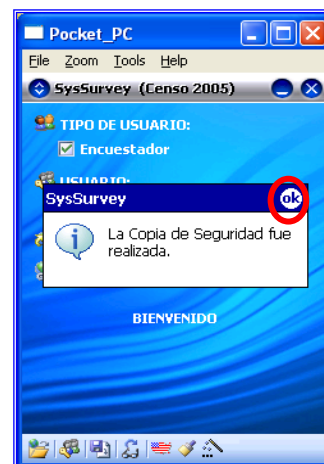 Pocket_PC
File Zoom Tools Help
SysSurvey (Censo 2005)
TIPO DE USUARIO:
Encuestador
USUARIO:
SysSurvey
ok
La Copia de Seguridad fue
realizada.
BIENVENIDO